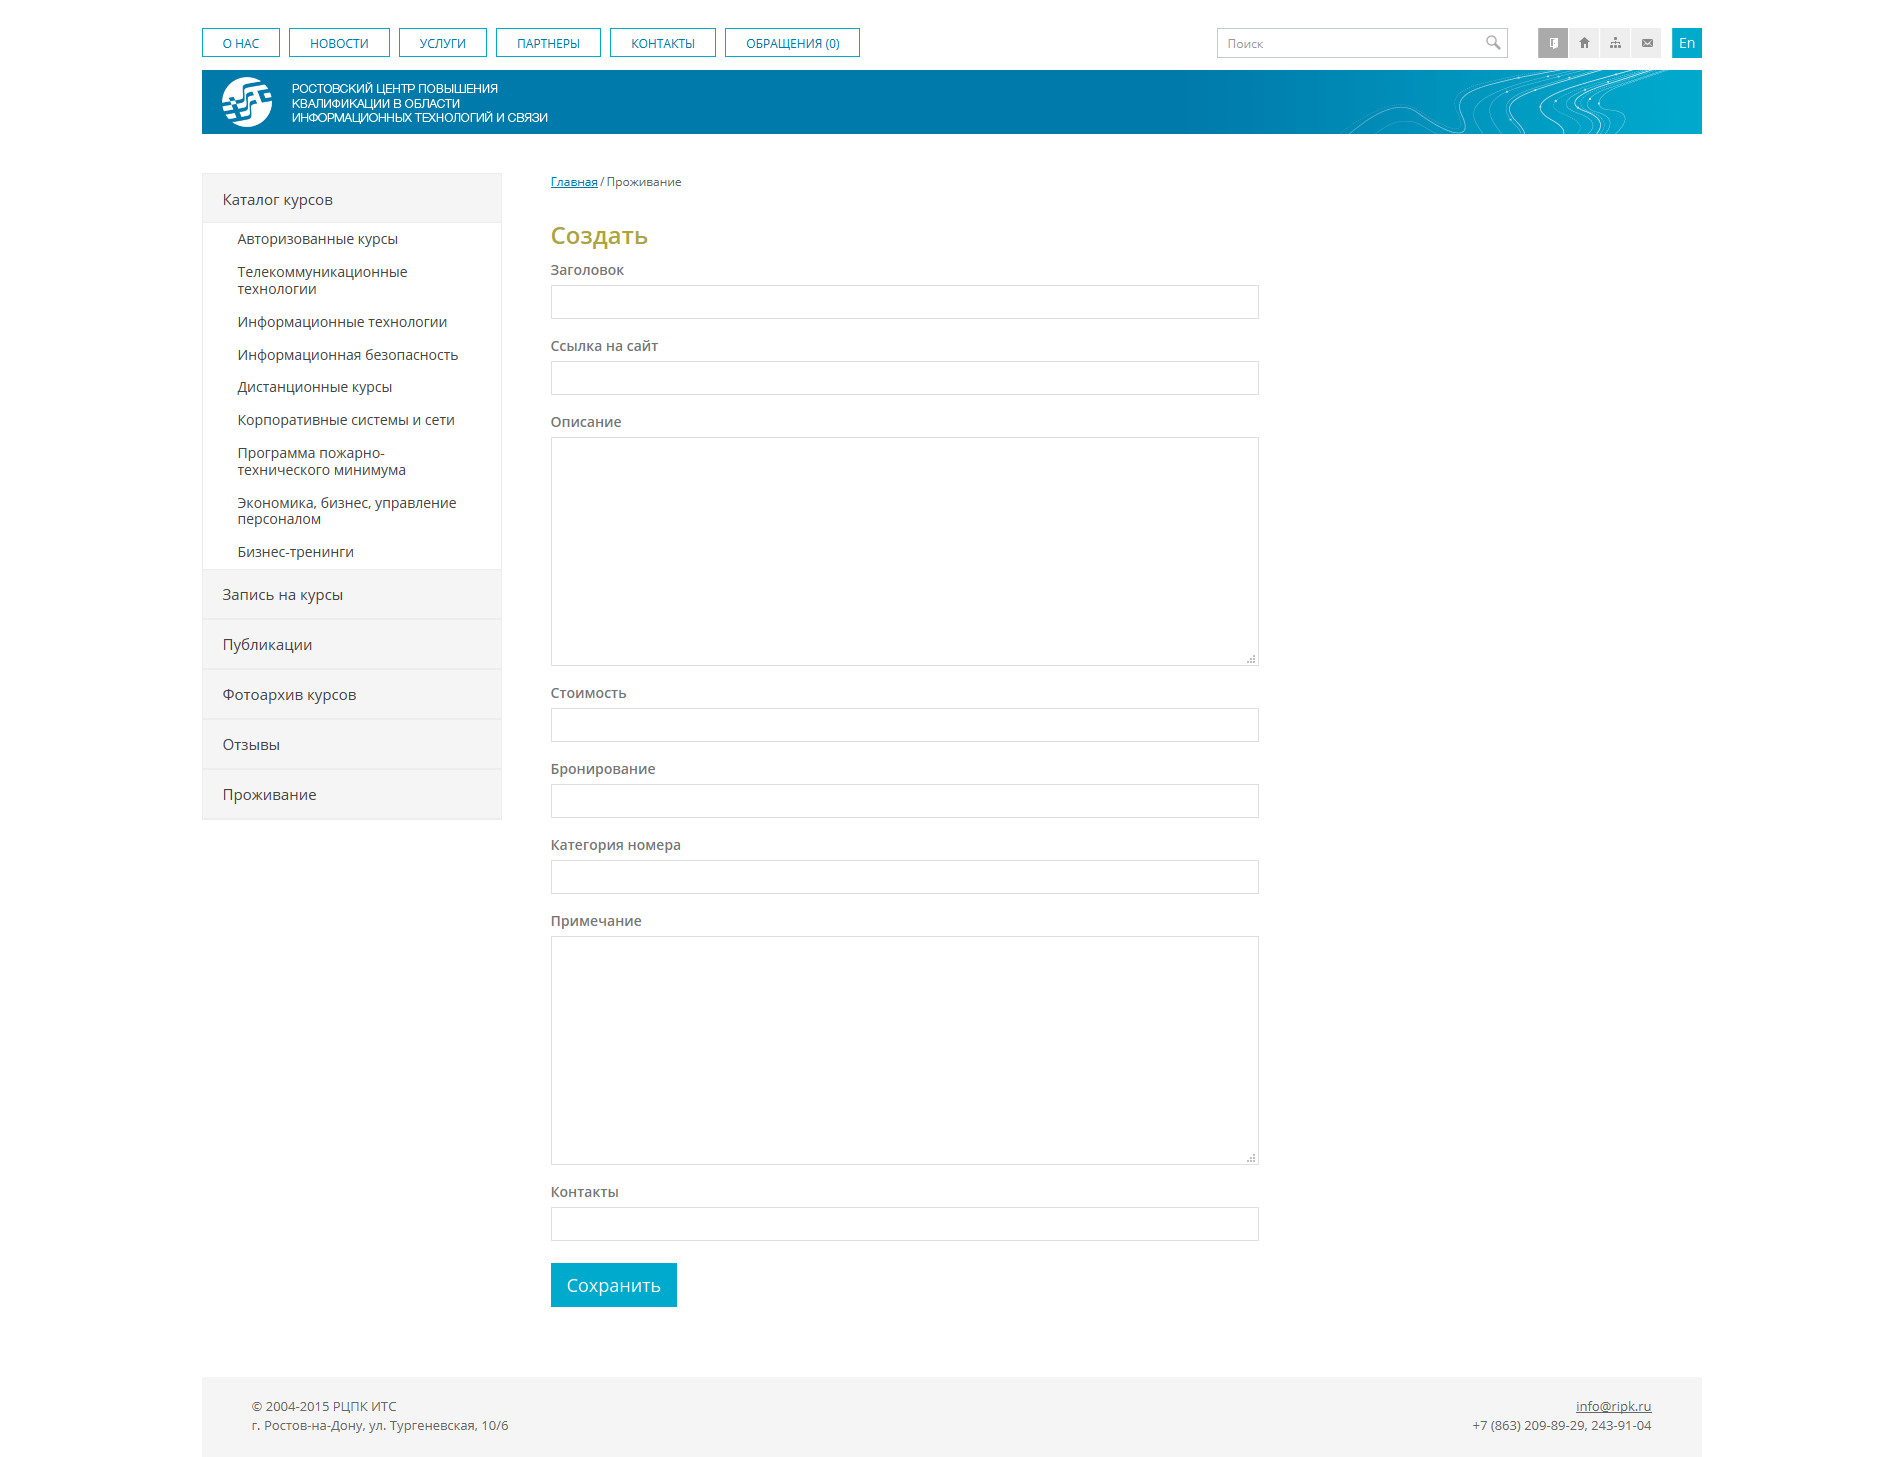 О НАС
НОВОСТИ
УСЛУГИ
ПАРТНЕРЫ
КОНТАКТЫ
ОБРАЩЕНИЯ (0)
Поиск
En
РОСТОВСКИЙ ЦЕНТР ПОВЫШЕНИЯ
КВАЛИФИКАЦИИ В ОБЛАСТИ
ИНФОРМАЦИОННЫХ ТЕХНОЛОГИЙ И СВЯЗИ
Каталог курсов
Авторизованные курсы
Телекоммуникационные
технологии
Информационные технологии
Информационная безопасность
Дистанционные курсы
Корпоративные системы и сети
Программа пожарно-
технического минимума
Экономика, бизнес, управление
персоналом
Бизнес-тренинги
Запись на курсы
Публикации
Фотоархив курсов
Отзывы
Проживание
Главная / Проживание
Создать
Заголовок
Ссылка на сайт
Описание
Стоимость
Бронирование
Категория номера
Примечание
Контакты
Сохранить
© 2004-2015 РЦПК ИТС
г. Ростов-на-Дону, ул. Тургеневская, 10/6
info@ripk.ru
+7 (863) 209-89-29, 243-91-04